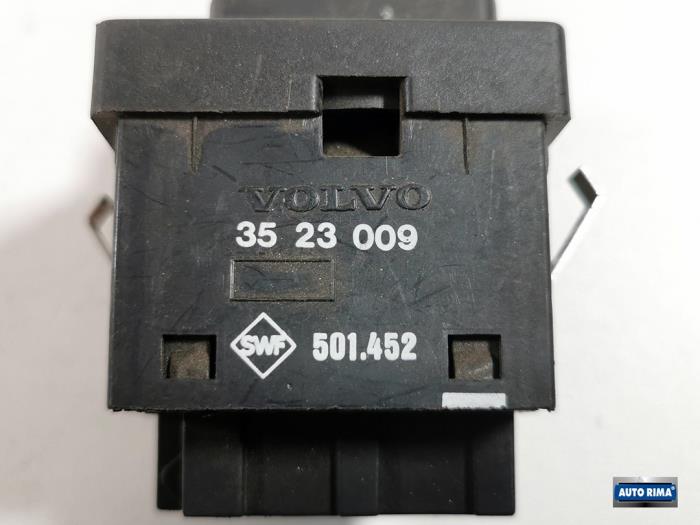 VOLVO
35 23 009
SWF 501.452
AUTO RIMA